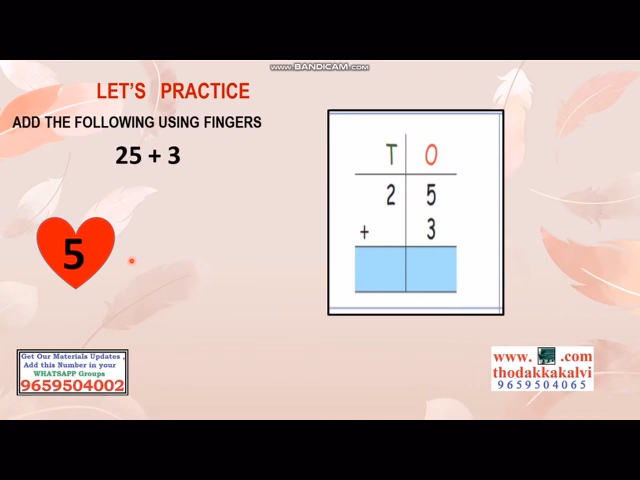 www.BANDICAM.com
LET'S PRACTICE
ADD THE FOLLOWING USING FINGERS
25 + 3
T O
2 5
+ 3
5
Get Our Materials Updates ,
Add this Number in your
WHATSAPP Groups
9659504002
www. .com
thodakkakalvi
9659504065